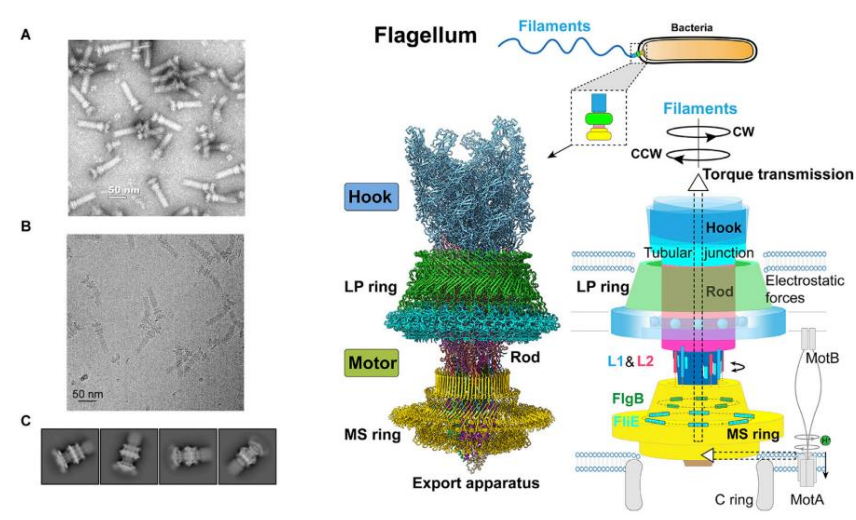 A
50 nm
B
50 nm
C
Flagellum
Filaments
Bacteria
Filaments
CW
CCW
Torque transmission
Hook
Hook
Tubular junction
LP ring
LP ring
Rod
Electrostatic
forces
Motor
Rod
L1&L2
MotB
FlgB
FliE
MS ring
MS ring
H+
Export apparatus
C ring
MotA